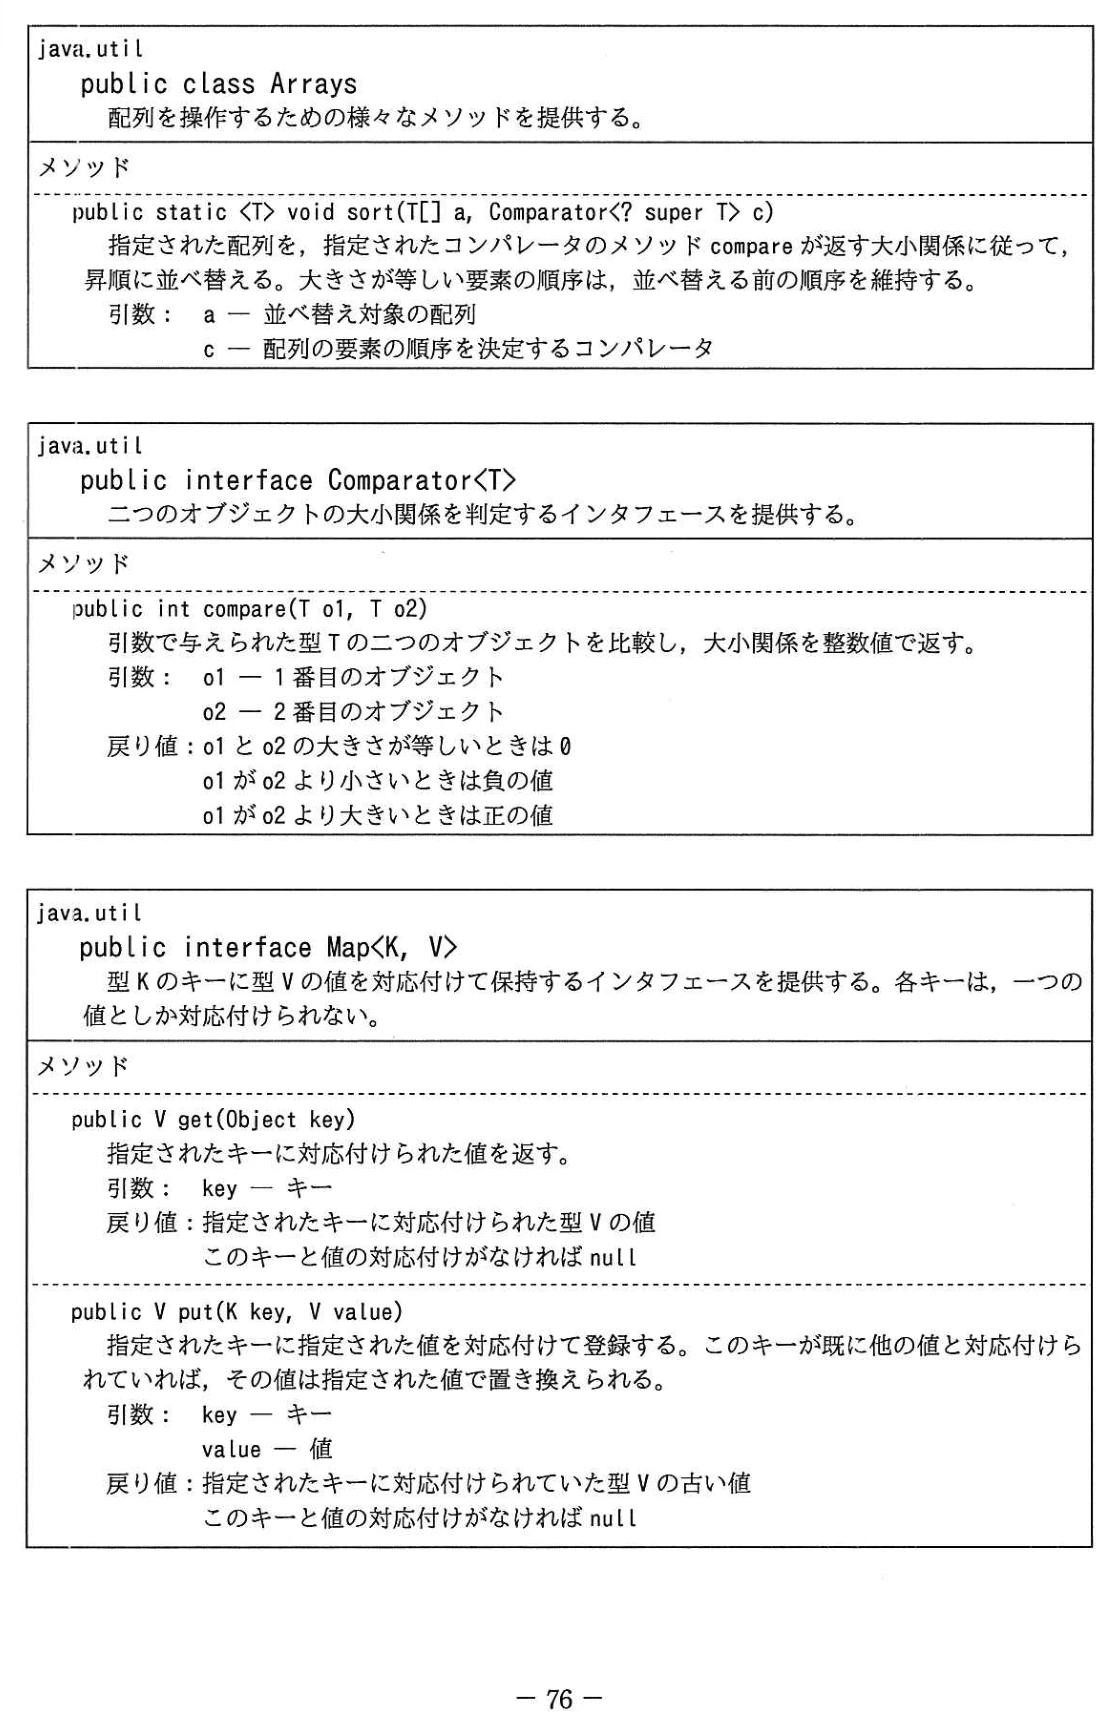 java.util
public class Arrays
配列を操作するための様々なメソッドを提供する。
メソッド
public static <T> void sort(T[] a, Comparator<? super T> c)
指定された配列を，指定されたコンパレータのメソッド compare が返す大小関係に従って，
昇順に並べ替える。大きさが等しい要素の順序は，並べ替える前の順序を維持する。
引数： a — 並べ替え対象の配列
c — 配列の要素の順序を決定するコンパレータ
java.util
public interface Comparator<T>
二つのオブジェクトの大小関係を判定するインタフェースを提供する。
メソッド
public int compare(T o1, T o2)
引数で与えられた型 T の二つのオブジェクトを比較し，大小関係を整数値で返す。
引数： o1 — 1 番目のオブジェクト
o2 — 2 番目のオブジェクト
戻り値：o1 と o2 の大きさが等しいときは 0
o1 が o2 より小さいときは負の値
o1 が o2 より大きいときは正の値
java.util
public interface Map<K, V>
型 K のキーに型 V の値を対応付けて保持するインタフェースを提供する。各キーは，一つの
値としか対応付けられない。
メソッド
public V get(Object key)
指定されたキーに対応付けられた値を返す。
引数： key — キー
戻り値：指定されたキーに対応付けられた型 V の値
このキーと値の対応付けがなければ null
public V put(K key, V value)
指定されたキーに指定された値を対応付けて登録する。このキーが既に他の値と対応付けら
れていれば，その値は指定された値で置き換えられる。
引数： key — キー
value — 値
戻り値：指定されたキーに対応付けられていた型 V の古い値
このキーと値の対応付けがなければ null
— 76 —